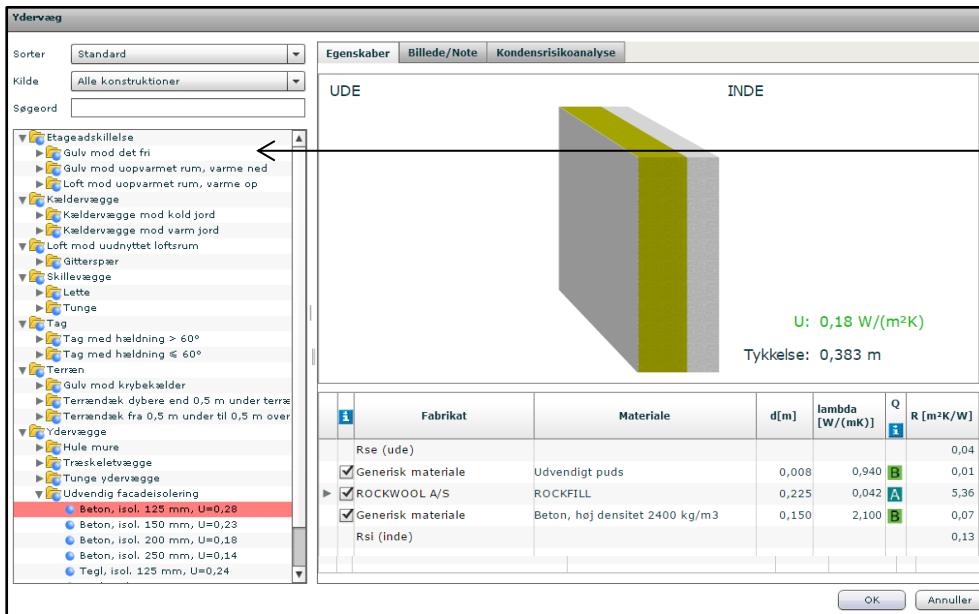 Ydervæg
Sorter Standard
Kilde Alle konstruktioner
Søgeord
Etageadskillelse
Gulv mod det fri
Gulv mod uopvarmet rum, varme ned
Loft mod uopvarmet rum, varme op
Kældervægge
Kældervægge mod kold jord
Kældervægge mod varm jord
Loft mod uudnyttet loftsrum
Gitterspær
Skillevægge
Lette
Tunge
Tag
Tag med hældning > 60°
Tag med hældning ≤ 60°
Terræn
Gulv mod krybekælder
Terrændæk dybere end 0,5 m under terræ
Terrændæk fra 0,5 m under til 0,5 m over
Ydervægge
Hule mure
Træskeletvægge
Tunge ydervægge
Udvendig facadeisolering
Beton, isol. 125 mm, U=0,28
Beton, isol. 150 mm, U=0,23
Beton, isol. 200 mm, U=0,18
Beton, isol. 250 mm, U=0,14
Tegl, isol. 125 mm, U=0,24
Egenskaber Billede/Note Kondensrisikoanalyse
UDE INDE
U: 0,18 W/(m²K)
Tykkelse: 0,383 m
i Fabrikat Materiale d[m] lambda [W/(mK)] Q i R [m²K/W]
Rse (ude) 0,04
Generisk materiale Udvendigt puds 0,008 0,940 B 0,01
ROCKWOOL A/S ROCKFILL 0,225 0,042 A 5,36
Generisk materiale Beton, høj densitet 2400 kg/m3 0,150 2,100 B 0,07
Rsi (inde) 0,13
OK Annuller